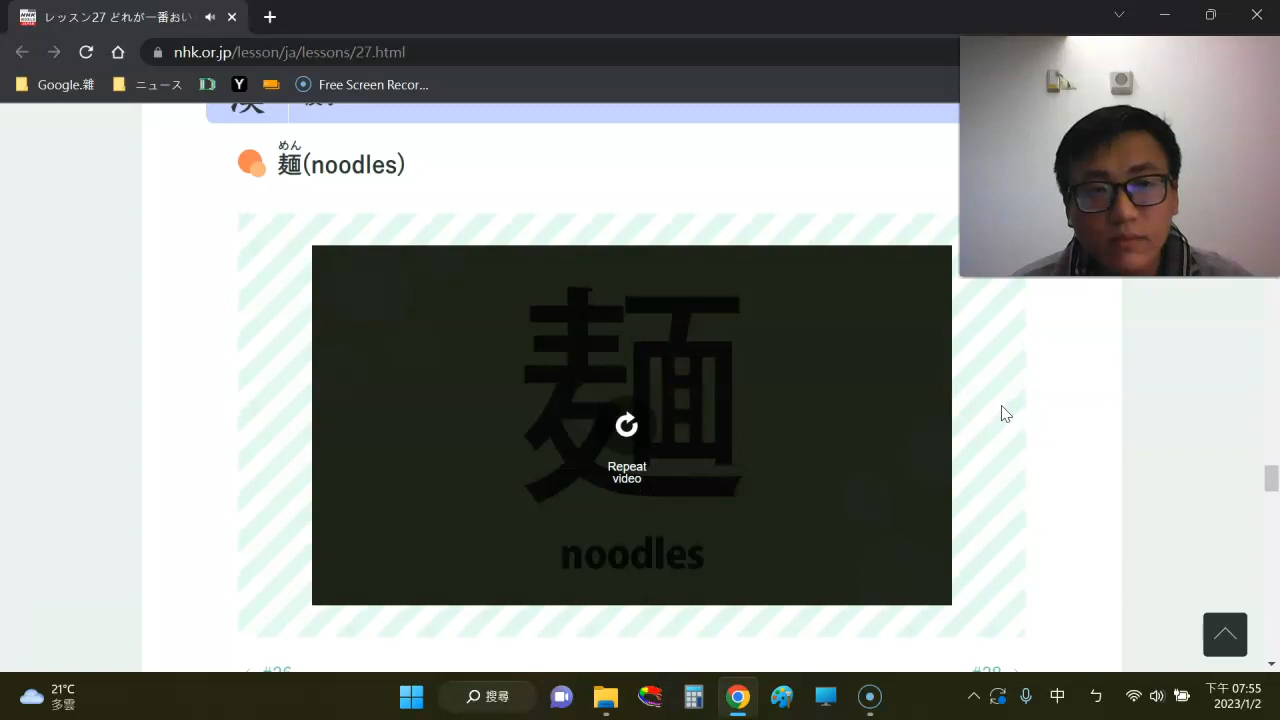 レッスン27 どれが一番おい
nhk.or.jp/lesson/ja/lessons/27.html
Google.雜
ニュース
Y
Free Screen Recor...
めん
麺(noodles)
麺
Repeat
video
noodles
#26
#28
21°C
多雲
搜尋
中
下午 07:55
2023/1/2